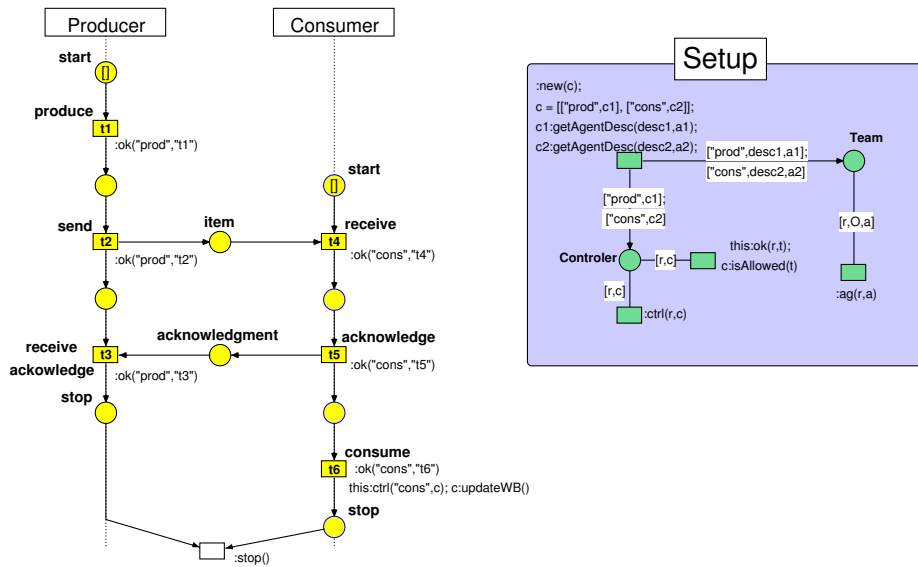 Producer
Consumer
start
[]
produce
t1
:ok("prod","t1")
start
[]
send
item
receive
t2
t4
:ok("prod","t2")
:ok("cons","t4")
acknowledgment
receive
ackowledge
acknowledge
t3
t5
:ok("prod","t3")
:ok("cons","t5")
stop
consume
t6
:ok("cons","t6")
this:ctrl("cons",c); c:updateWB()
stop
:stop()
Setup
:new(c);
c = [["prod",c1), ["cons",c2]];
c1:getAgentDesc(desc1,a1);
c2:getAgentDesc(desc2,a2);
Team
["prod",desc1,a1];
["cons",desc2,a2]
["prod",c1];
["cons",c2]
[r,O,a]
this:ok(r,t);
Controler
[r,c]
c:isAllowed(t)
[r,c]
:ag(r,a)
:ctrl(r,c)